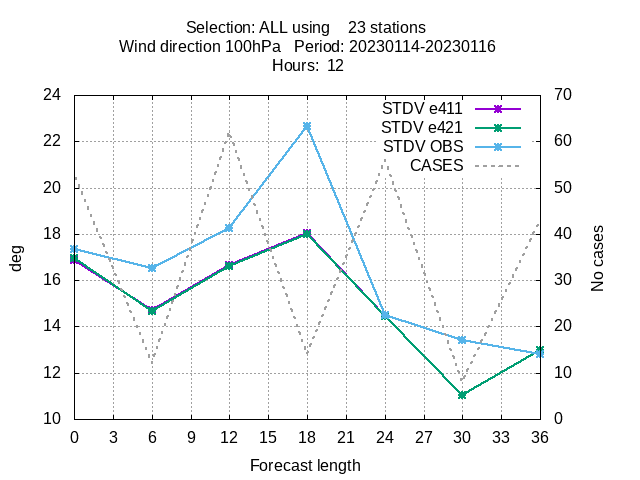 Selection: ALL using    23 stations
Wind direction 100hPa   Period: 20230114-20230116
Hours:  12
24 70
22 60
20 50
18 40
16 30
14 20
12 10
10 0
deg
No cases
STDV e411
STDV e421
STDV OBS
CASES
0 3 6 9 12 15 18 21 24 27 30 33 36
Forecast length